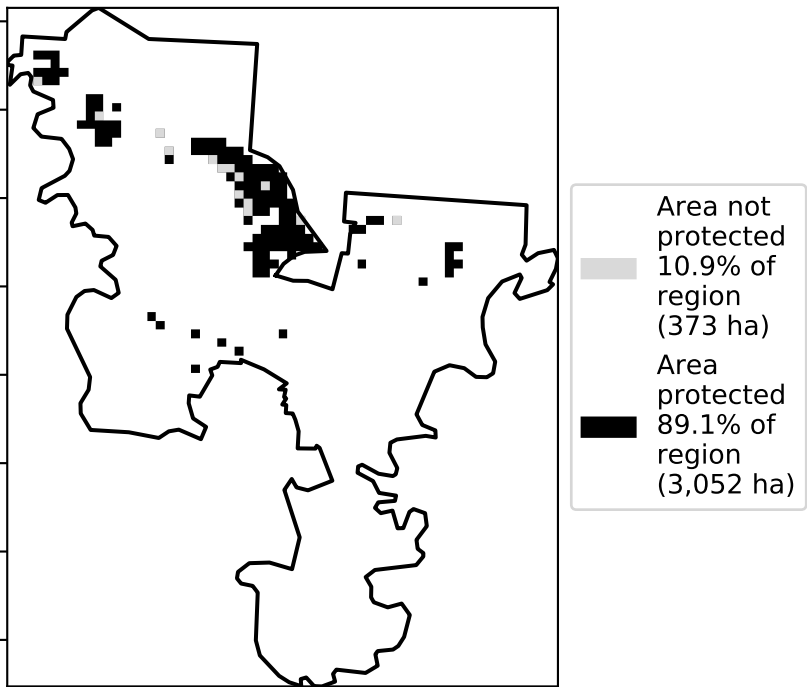 Area not
protected
10.9% of
region
(373 ha)
Area
protected
89.1% of
region
(3,052 ha)